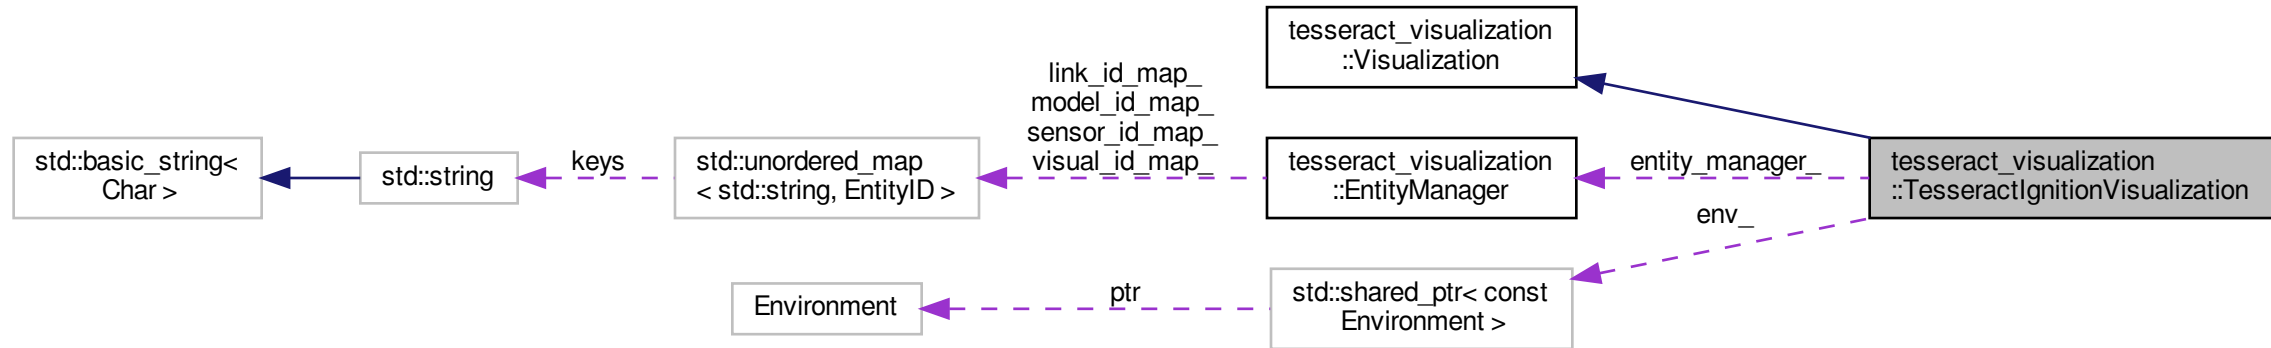 tesseract_visualization
::Visualization
link_id_map_
model_id_map_
sensor_id_map_
visual_id_map_
std::basic_string<
Char >
std::string
keys
std::unordered_map
< std::string, EntityID >
tesseract_visualization
::EntityManager
entity_manager_
tesseract_visualization
::TesseractIgnitionVisualization
env_
Environment
ptr
std::shared_ptr< const
Environment >